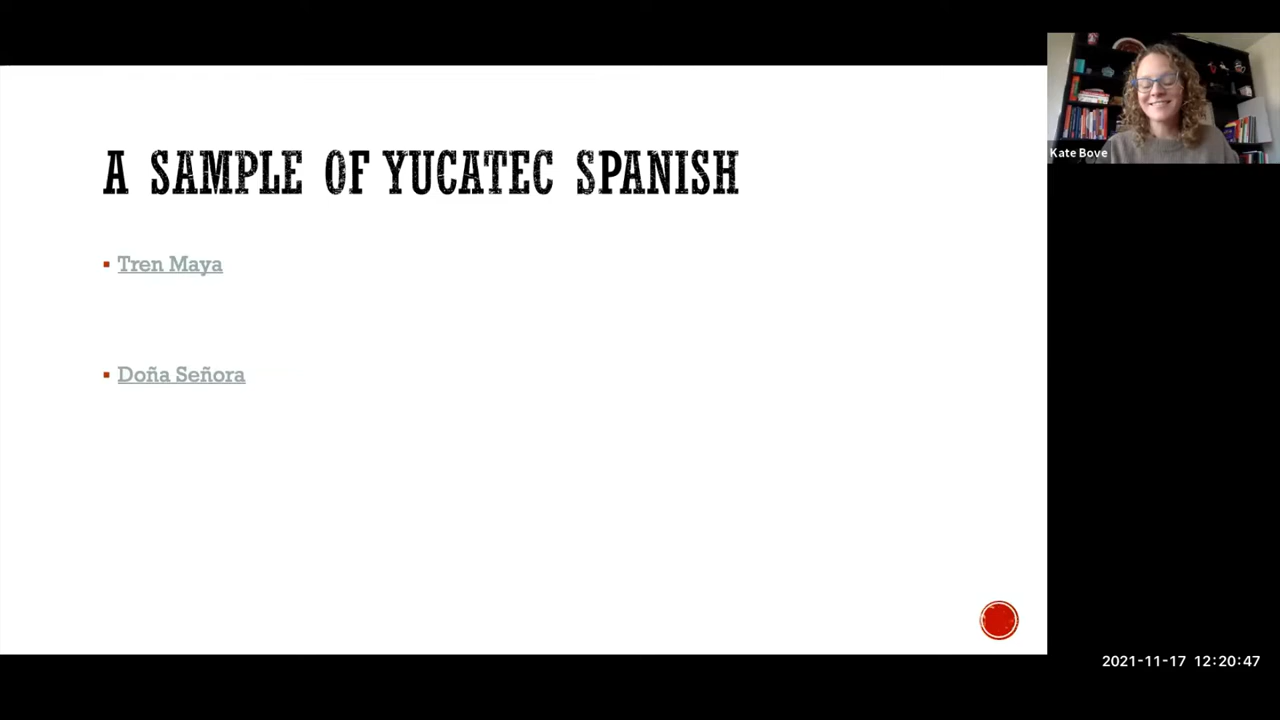 A SAMPLE OF YUCATEC SPANISH
Tren Maya
Doña Señora
Kate Bove
2021-11-17 12:20:47